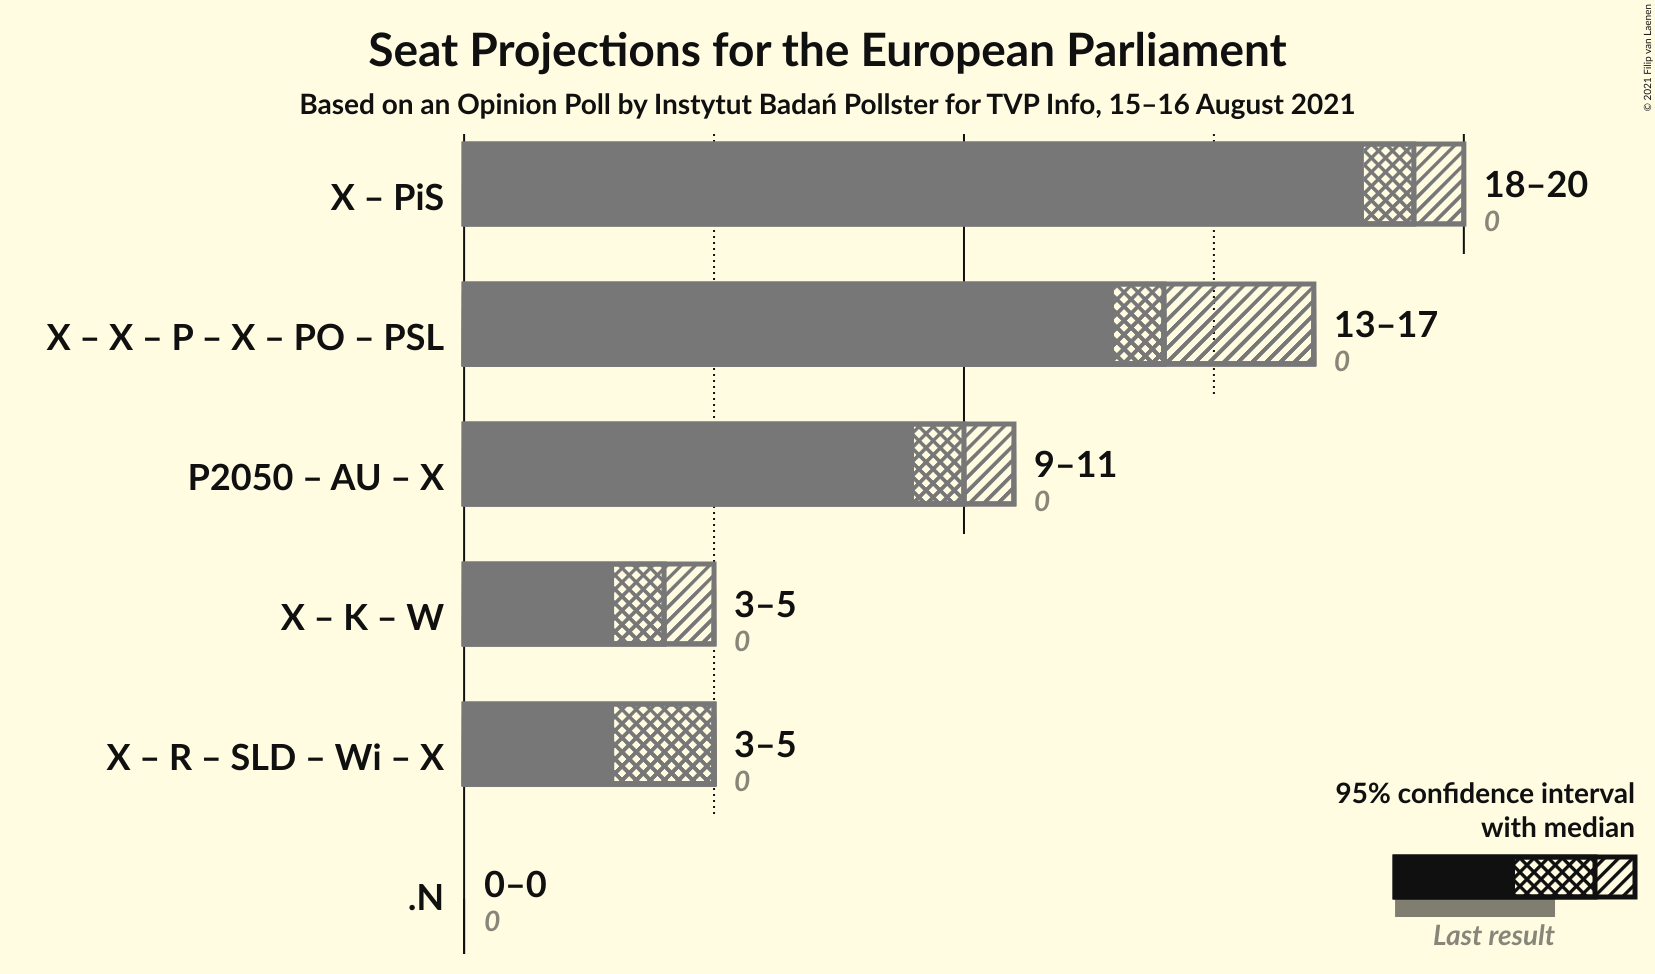 Seat Projections for the European Parliament
Based on an Opinion Poll by Instytut Badań Pollster for TVP Info, 15–16 August 2021
© 2021 Filip van Laenen
X – PiS
18–20
0
X – X – P – X – PO – PSL
13–17
0
P2050 – AU – X
9–11
0
X – K – W
3–5
0
X – R – SLD – Wi – X
3–5
0
.N
0–0
0
95% confidence interval
with median
Last result